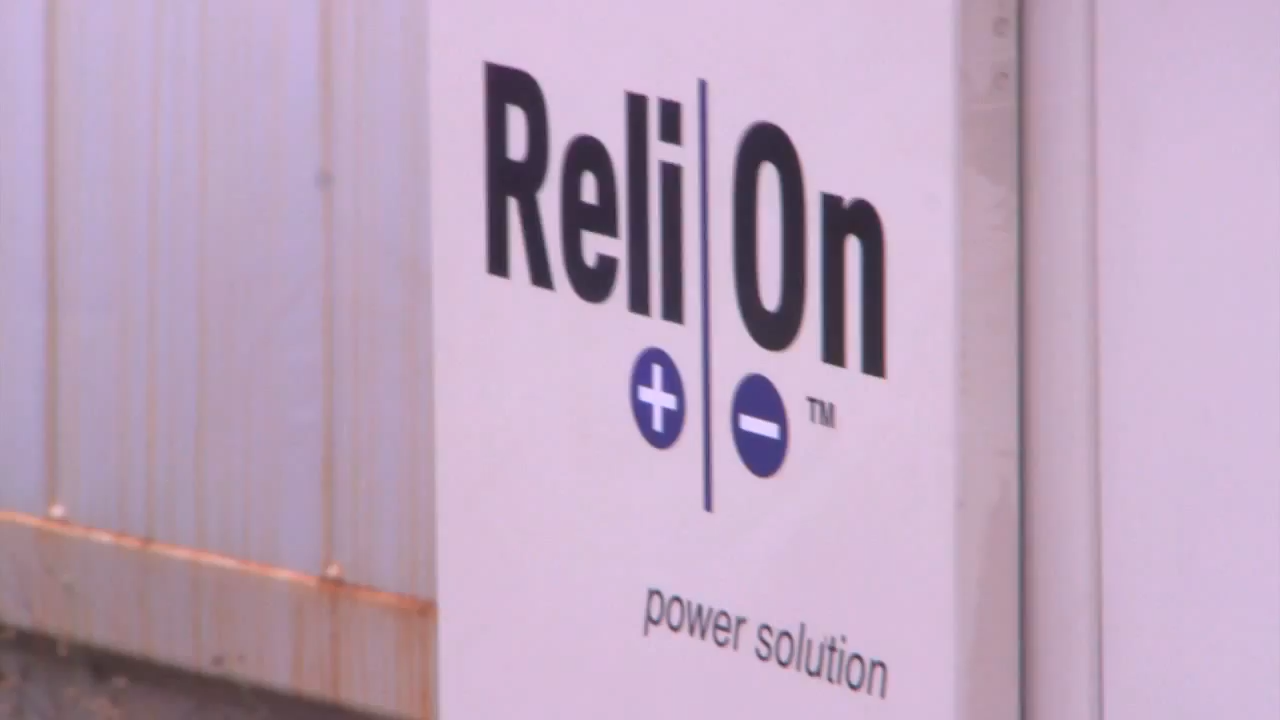 Reli|On
+ − ™
power solution